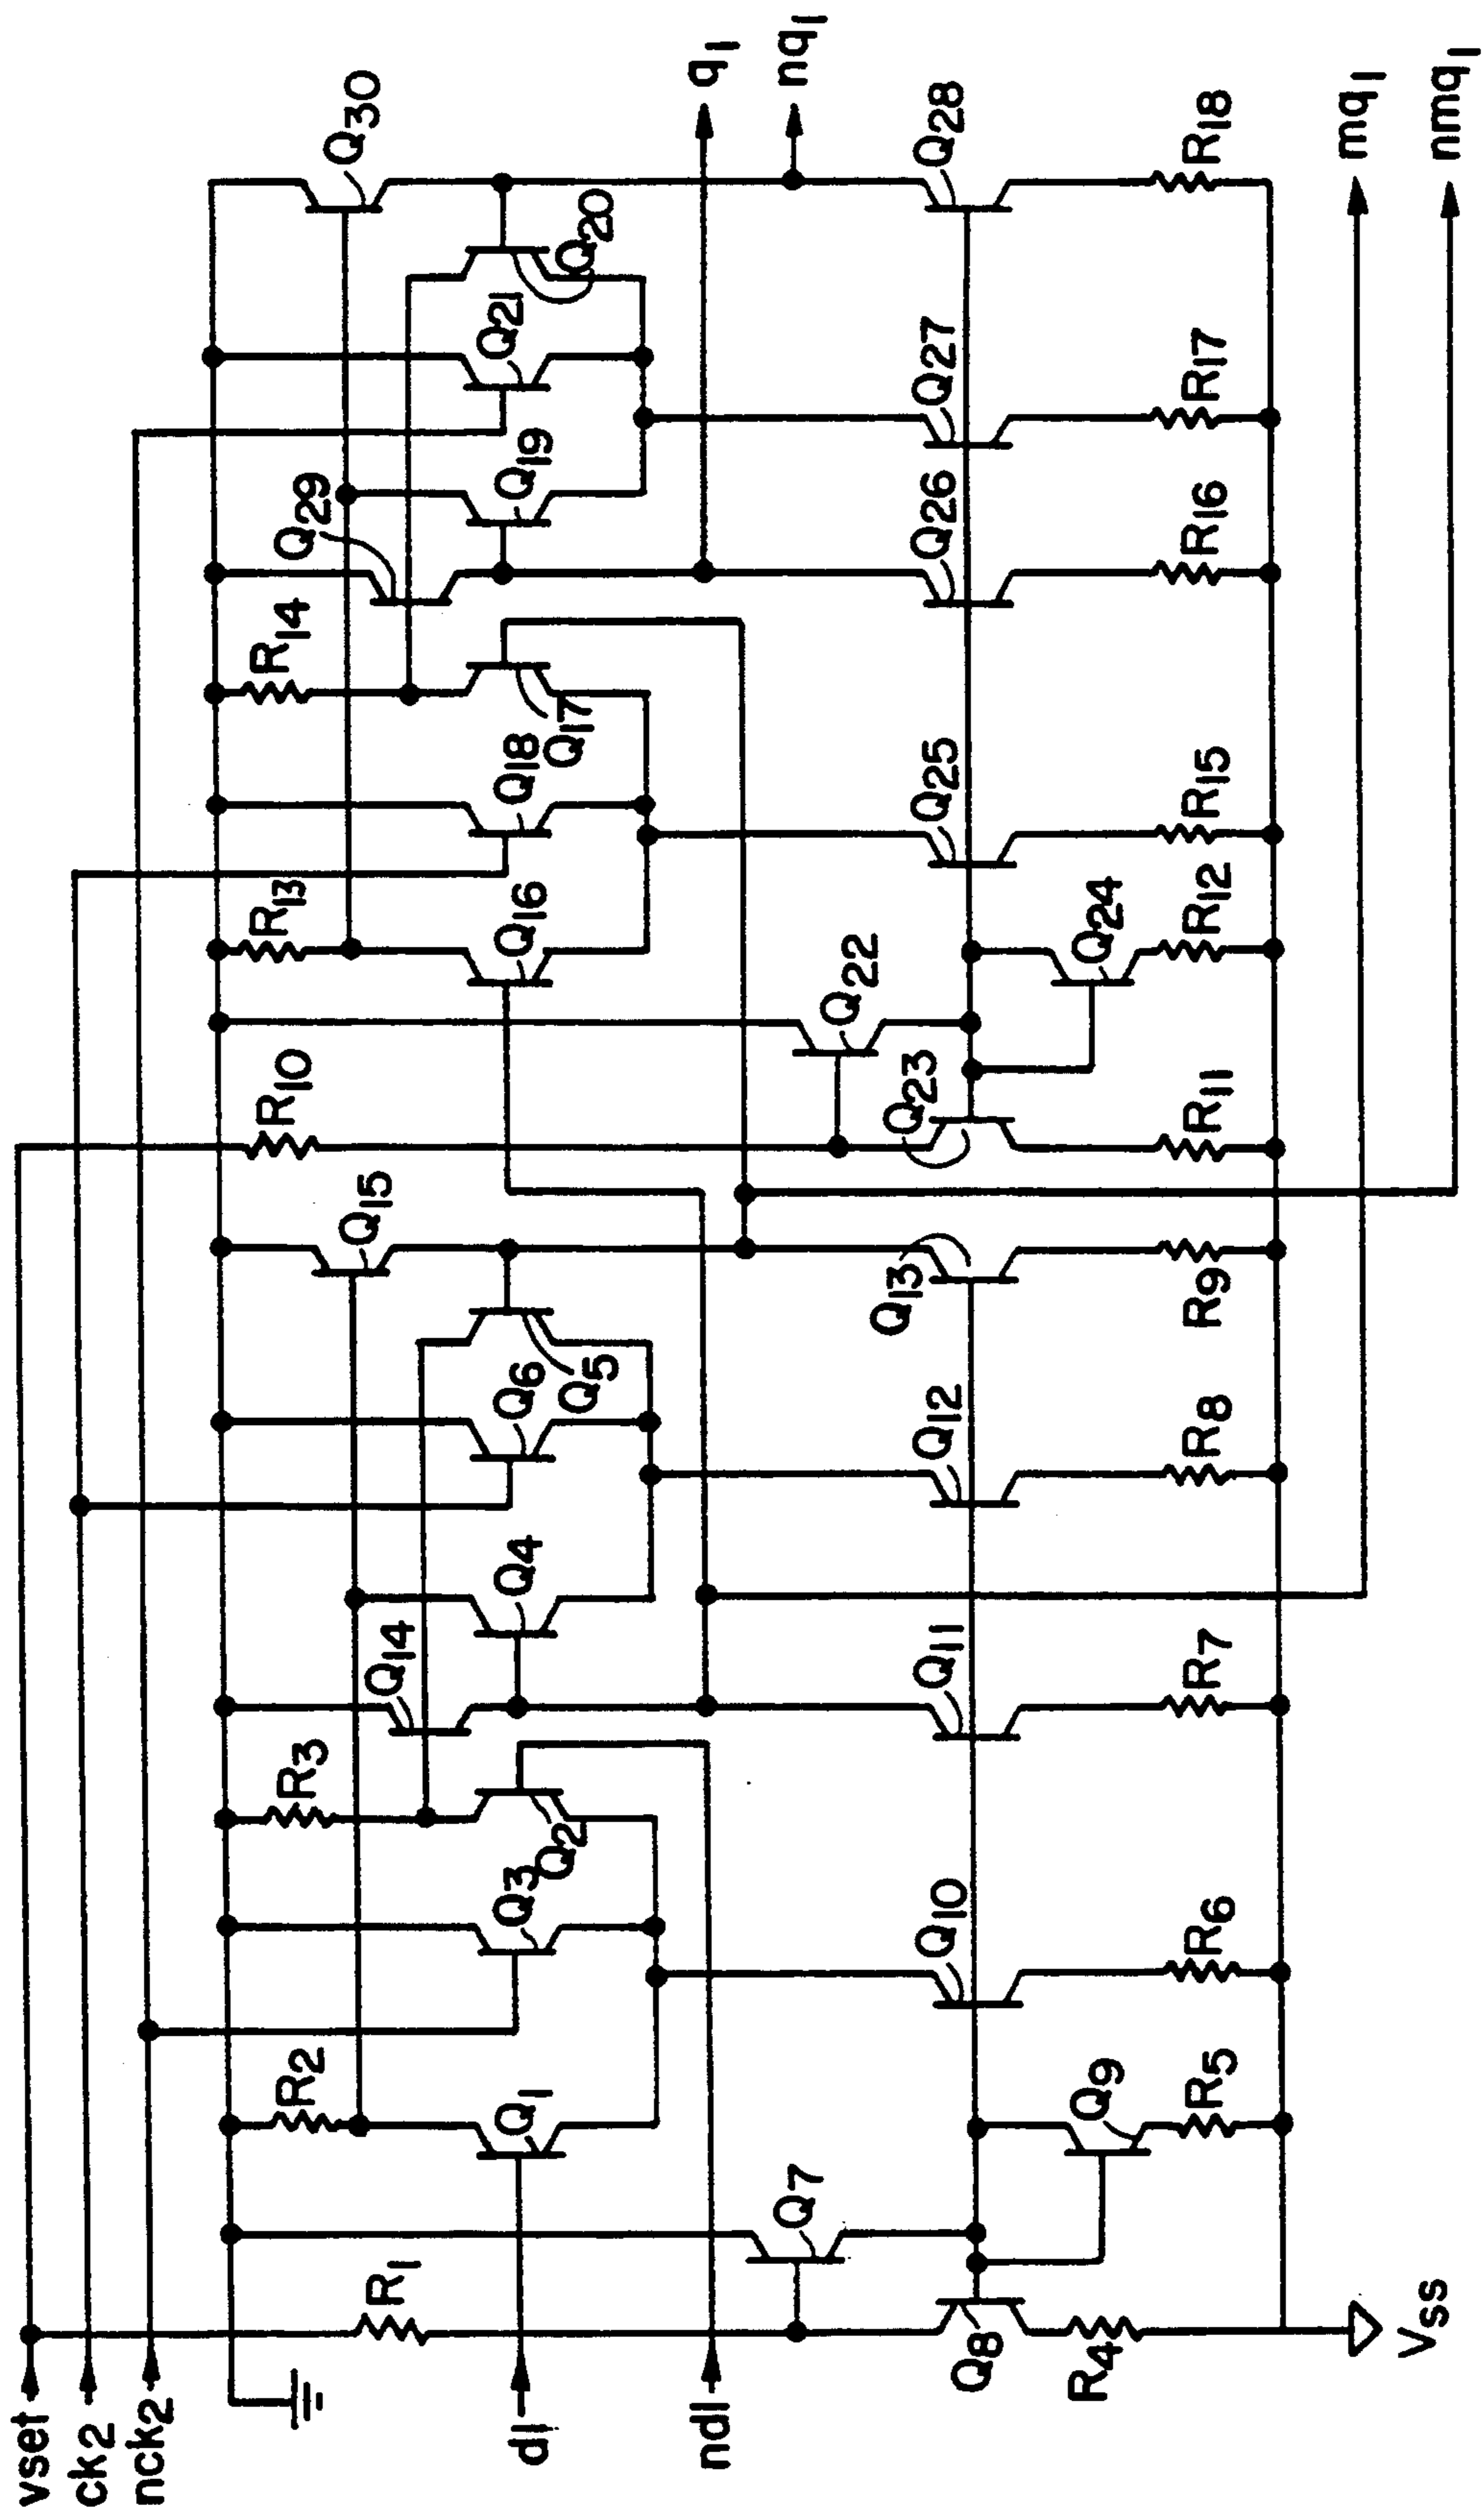 vset
ck2
nck2
d1
nd1
R1
R2
R3
R10
R13
R14
Q14
Q15
Q29
Q30
Q1
Q3
Q2
Q4
Q6
Q5
Q16
Q18
Q17
Q19
Q21
Q20
Q7
Q22
q1
nq1
Q8
Q10
Q11
Q12
Q13
Q23
Q25
Q26
Q27
Q28
Q9
Q24
R4
R5
R6
R7
R8
R9
R11
R12
R15
R16
R17
R18
Vss
mq1
nmq1